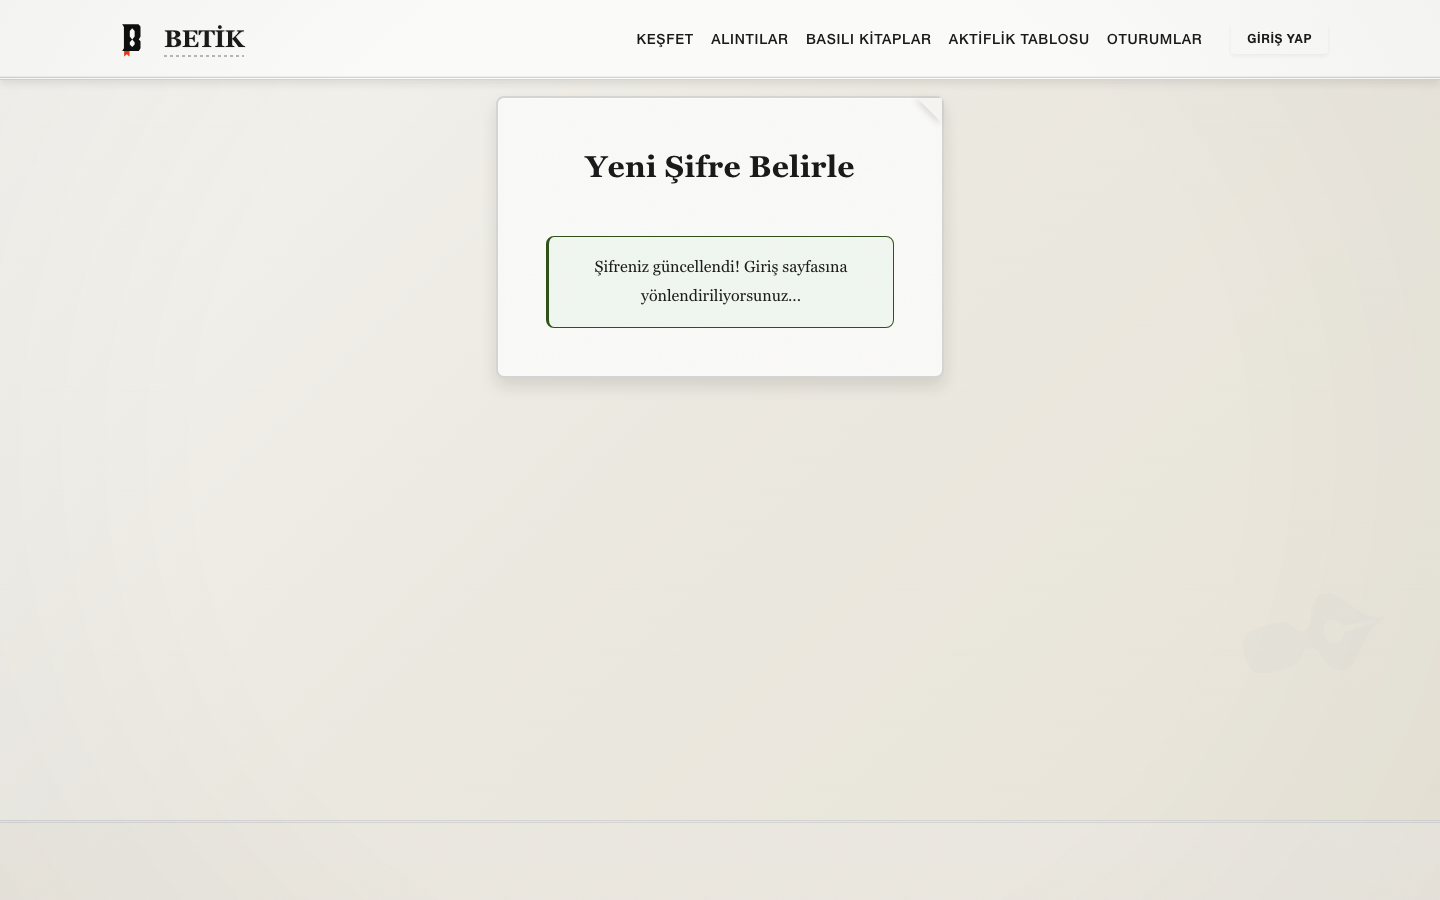 BETİK
KEŞFET
ALINTILAR
BASILI KİTAPLAR
AKTİFLİK TABLOSU
OTURUMLAR
GİRİŞ YAP
Yeni Şifre Belirle
Şifreniz güncellendi! Giriş sayfasına
yönlendiriliyorsunuz...